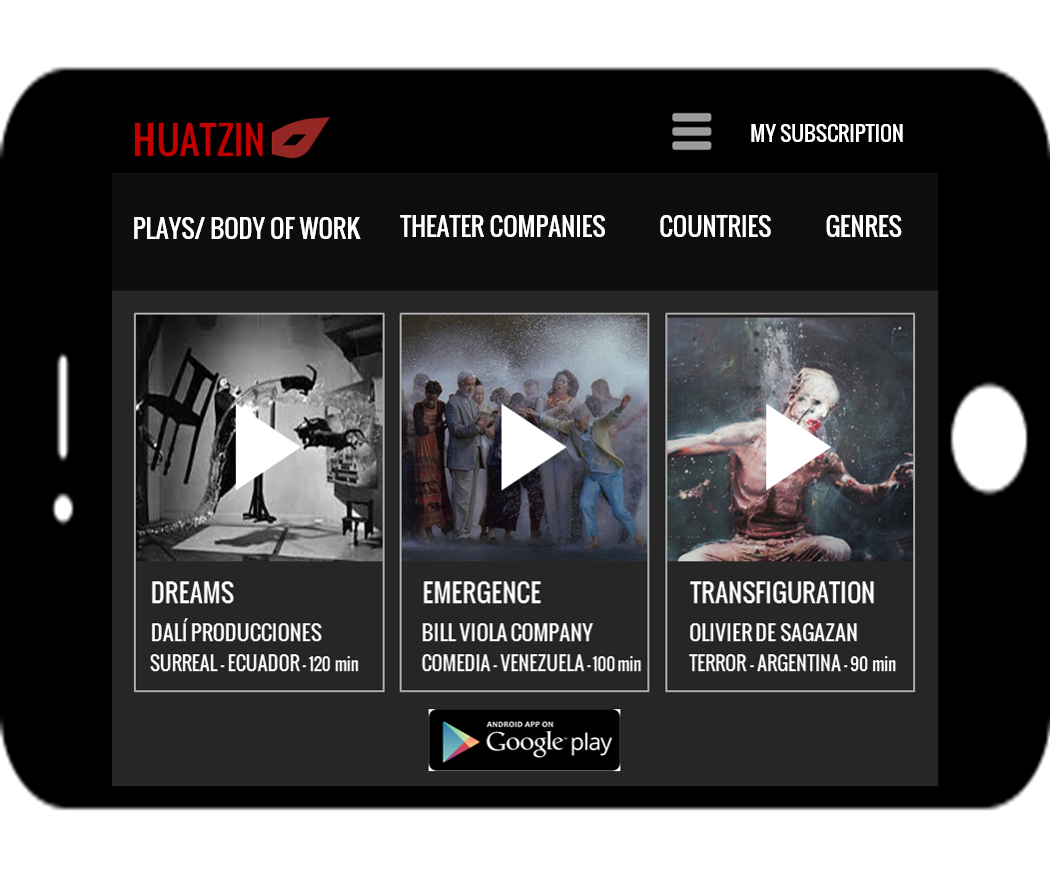 HUATZIN
MY SUBSCRIPTION
PLAYS/ BODY OF WORK
THEATER COMPANIES
COUNTRIES
GENRES
DREAMS
DALÍ PRODUCCIONES
SURREAL - ECUADOR - 120 min
EMERGENCE
BILL VIOLA COMPANY
COMEDIA - VENEZUELA - 100 min
TRANSFIGURATION
OLIVIER DE SAGAZAN
TERROR - ARGENTINA - 90 min
ANDROID APP ON
Google play